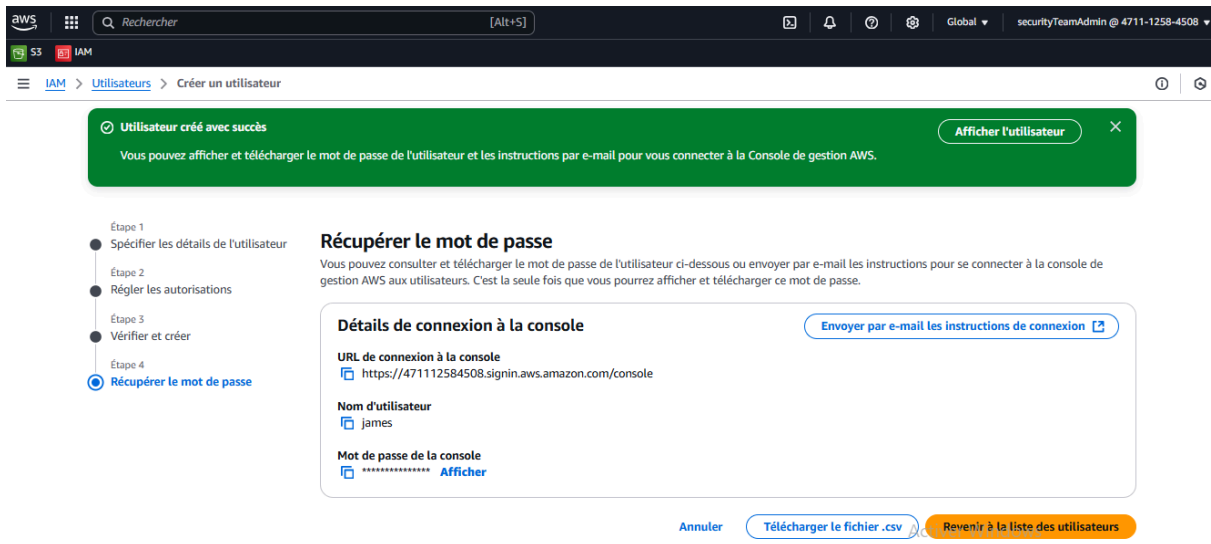 aws
Rechercher
[Alt+S]
Global
securityTeamAdmin @ 4711-1258-4508
S3
IAM
IAM > Utilisateurs > Créer un utilisateur
Utilisateur créé avec succès
Afficher l'utilisateur
Vous pouvez afficher et télécharger le mot de passe de l'utilisateur et les instructions par e-mail pour vous connecter à la Console de gestion AWS.
Étape 1
Spécifier les détails de l'utilisateur
Étape 2
Régler les autorisations
Étape 3
Vérifier et créer
Étape 4
Récupérer le mot de passe
Récupérer le mot de passe
Vous pouvez consulter et télécharger le mot de passe de l'utilisateur ci-dessous ou envoyer par e-mail les instructions pour se connecter à la console de
gestion AWS aux utilisateurs. C'est la seule fois que vous pourrez afficher et télécharger ce mot de passe.
Détails de connexion à la console
Envoyer par e-mail les instructions de connexion
URL de connexion à la console
https://471112584508.signin.aws.amazon.com/console
Nom d'utilisateur
james
Mot de passe de la console
*************** Afficher
Annuler
Télécharger le fichier .csv
Revenir à la liste des utilisateurs